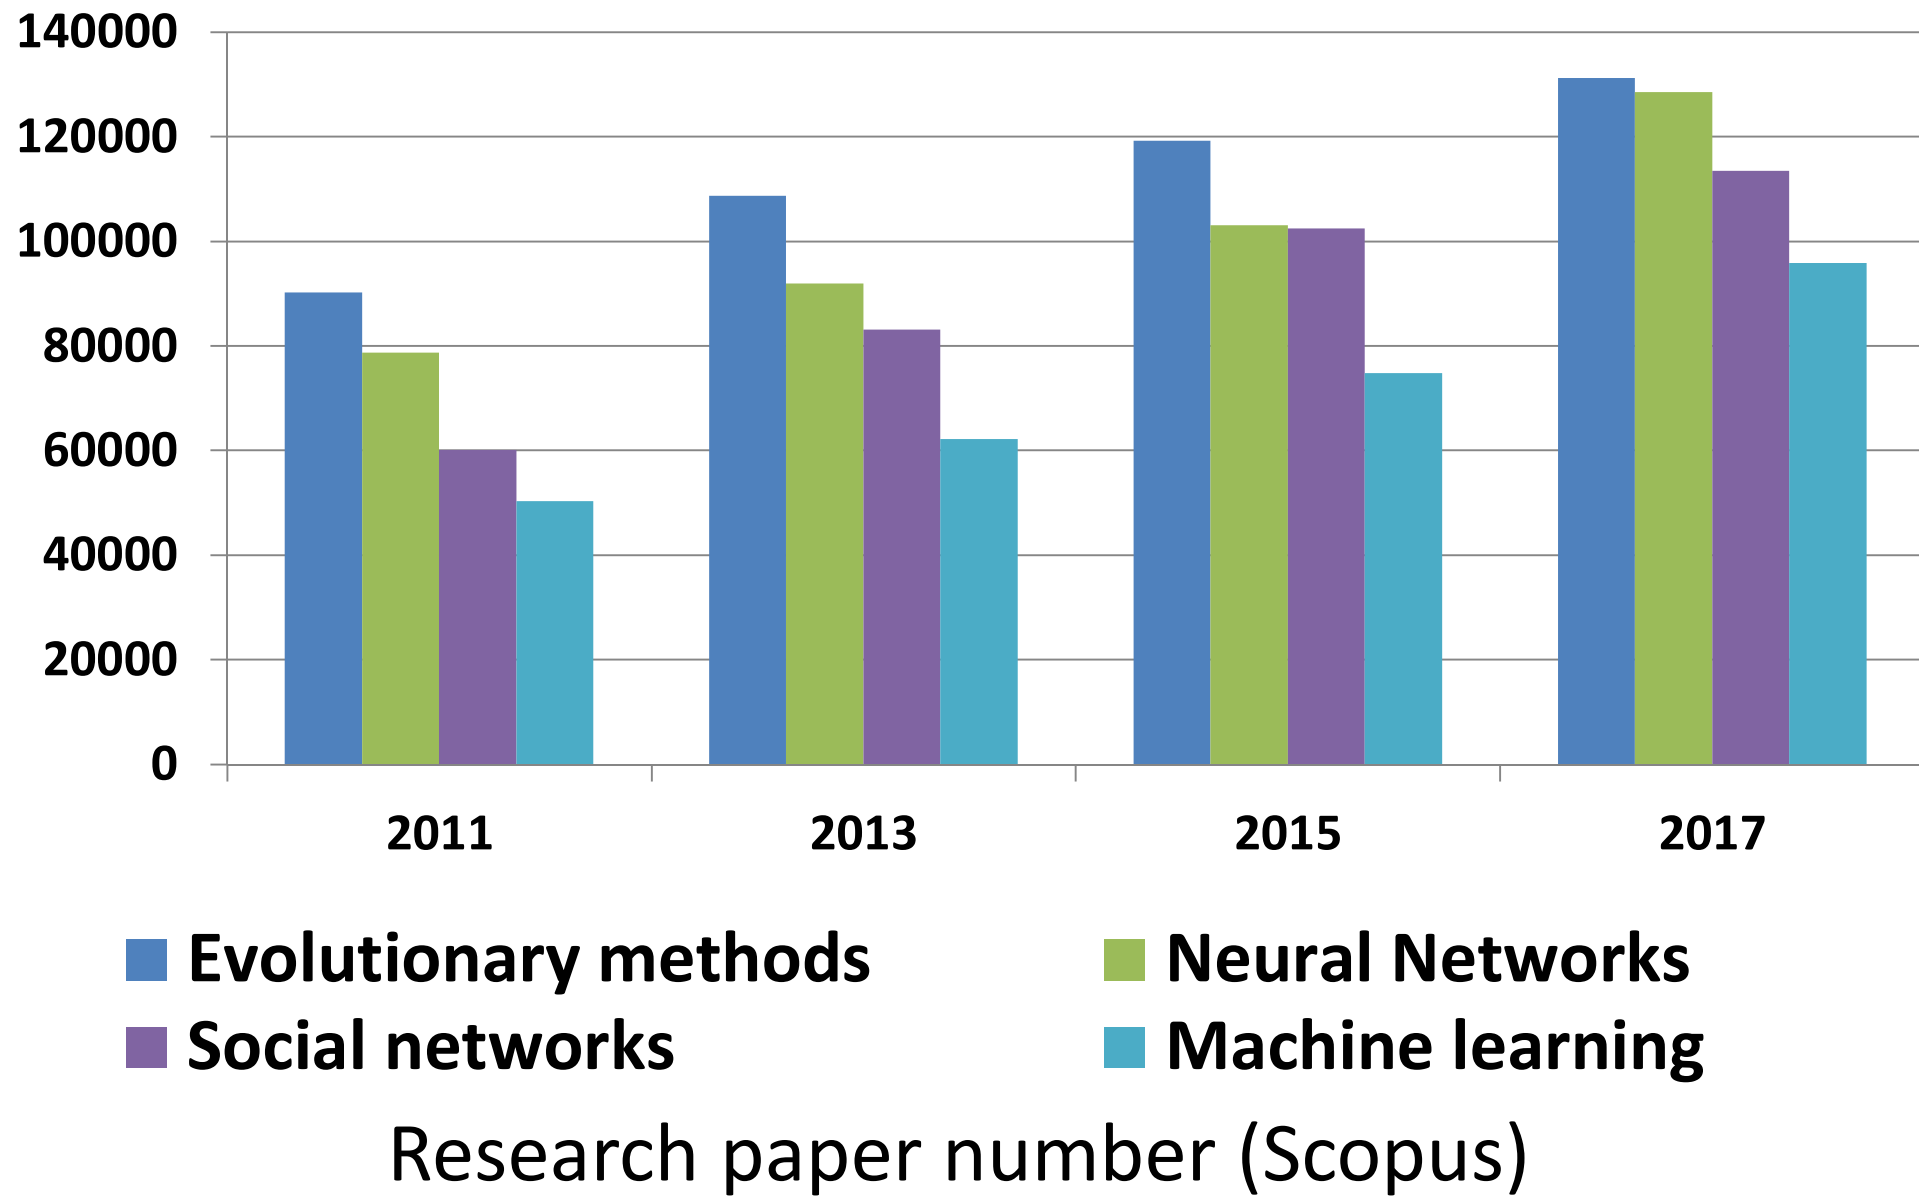 140000
120000
100000
80000
60000
40000
20000
0
2011 2013 2015 2017
Evolutionary methods Neural Networks
Social networks Machine learning
Research paper number (Scopus)